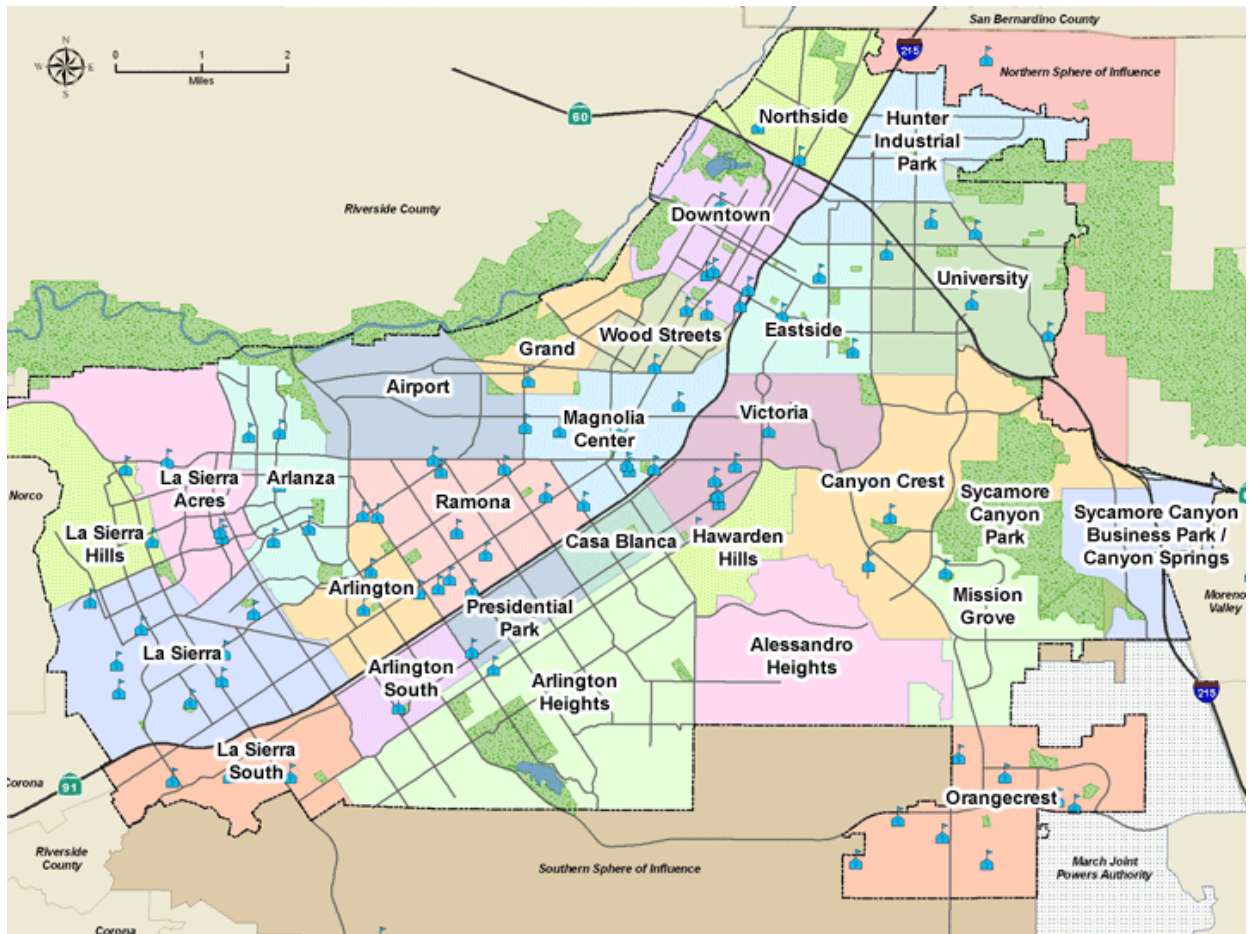 San Bernardino County
N
W E
S
0 1 2
Miles
215
Northern Sphere of Influence
60
Northside
Hunter
Industrial
Park
Riverside County
Downtown
University
Wood Streets
Eastside
Grand
Airport
Magnolia
Center
Victoria
Norco
La Sierra
Acres
Arlanza
Ramona
Canyon Crest
Sycamore
Canyon
Park
Sycamore Canyon
Business Park /
Canyon Springs
La Sierra
Hills
Casa Blanca
Hawarden
Hills
Arlington
Presidential
Park
Mission
Grove
Moreno
Valley
La Sierra
Arlington
South
Arlington
Heights
Alessandro
Heights
215
La Sierra
South
Corona
91
Orangecrest
Riverside
County
Southern Sphere of Influence
March Joint
Powers Authority
Corona